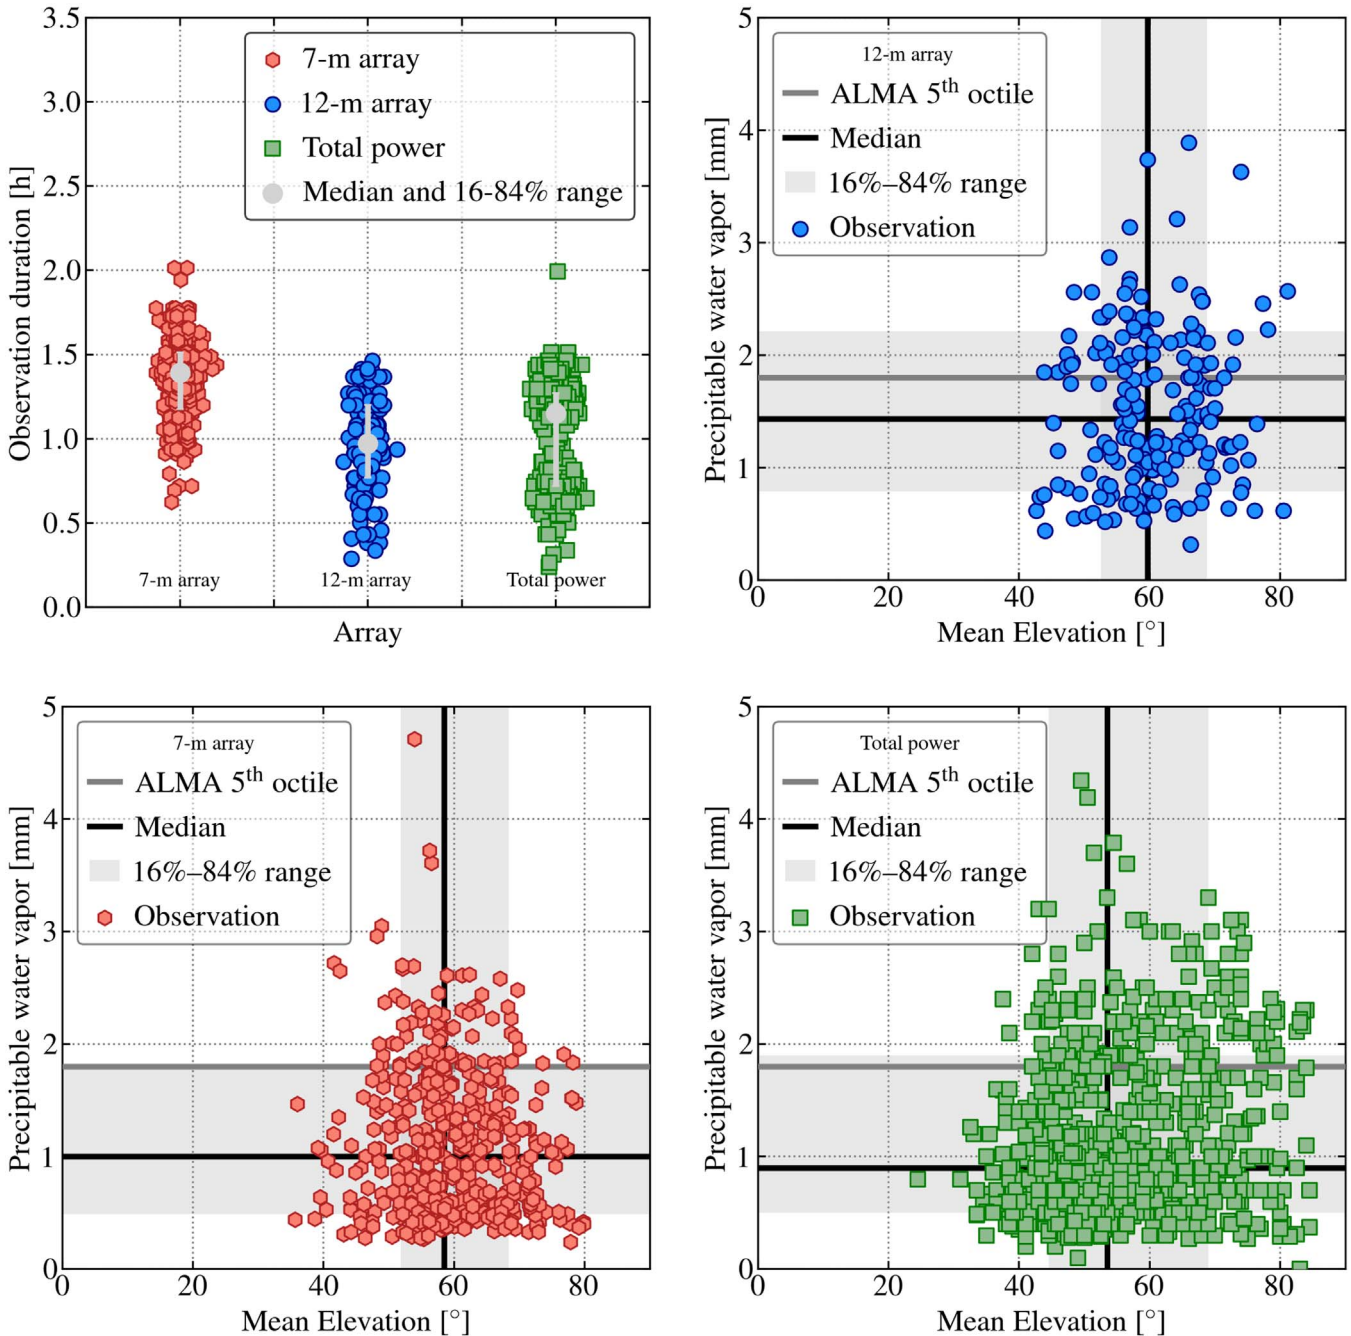 3.5
3.0
2.5
2.0
1.5
1.0
0.5
0.0
Observation duration [h]
7-m array
12-m array
Total power
Median and 16-84% range
7-m array
12-m array
Total power
Array
5
4
3
2
1
0
Precipitable water vapor [mm]
12-m array
ALMA 5th octile
Median
16%–84% range
Observation
0
20
40
60
80
Mean Elevation [°]
5
4
3
2
1
0
Precipitable water vapor [mm]
7-m array
ALMA 5th octile
Median
16%–84% range
Observation
0
20
40
60
80
Mean Elevation [°]
5
4
3
2
1
0
Precipitable water vapor [mm]
Total power
ALMA 5th octile
Median
16%–84% range
Observation
0
20
40
60
80
Mean Elevation [°]